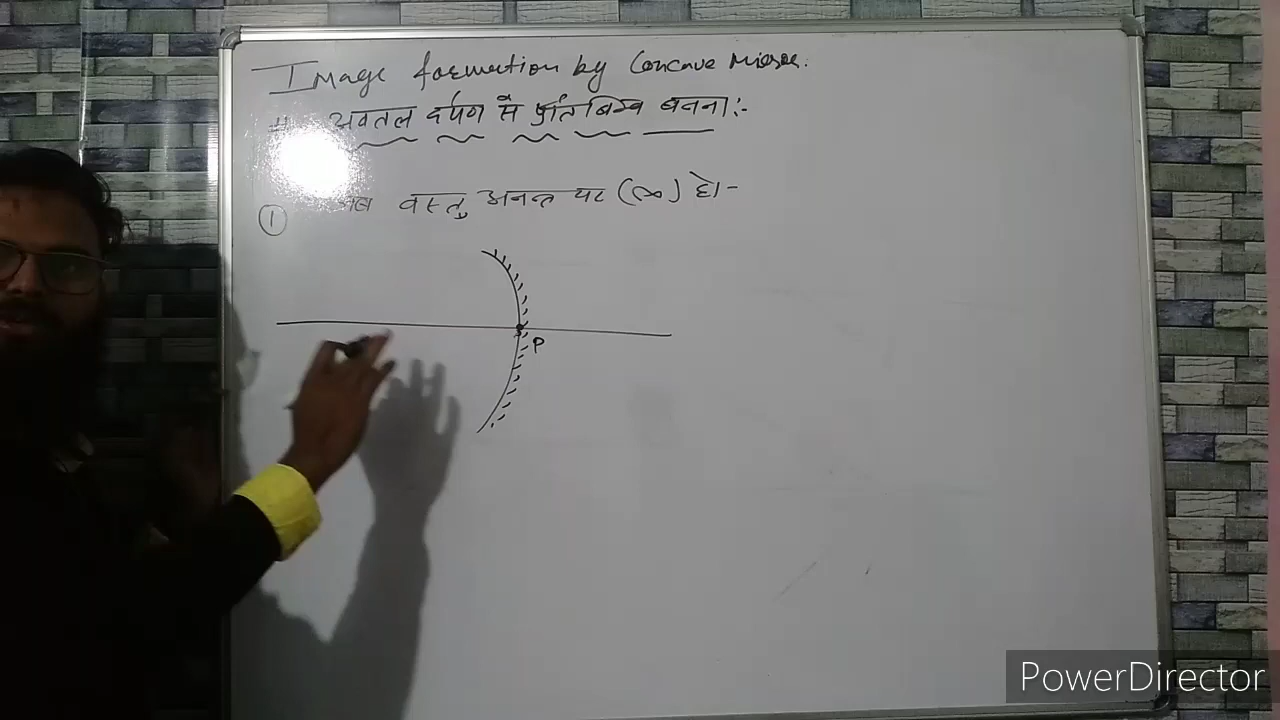 Image formation by Concave Mirror.
# अवतल दर्पण से प्रतिबिम्ब बनना:-
① जब वस्तु अनन्त पर (∞) हो-
P
PowerDirector